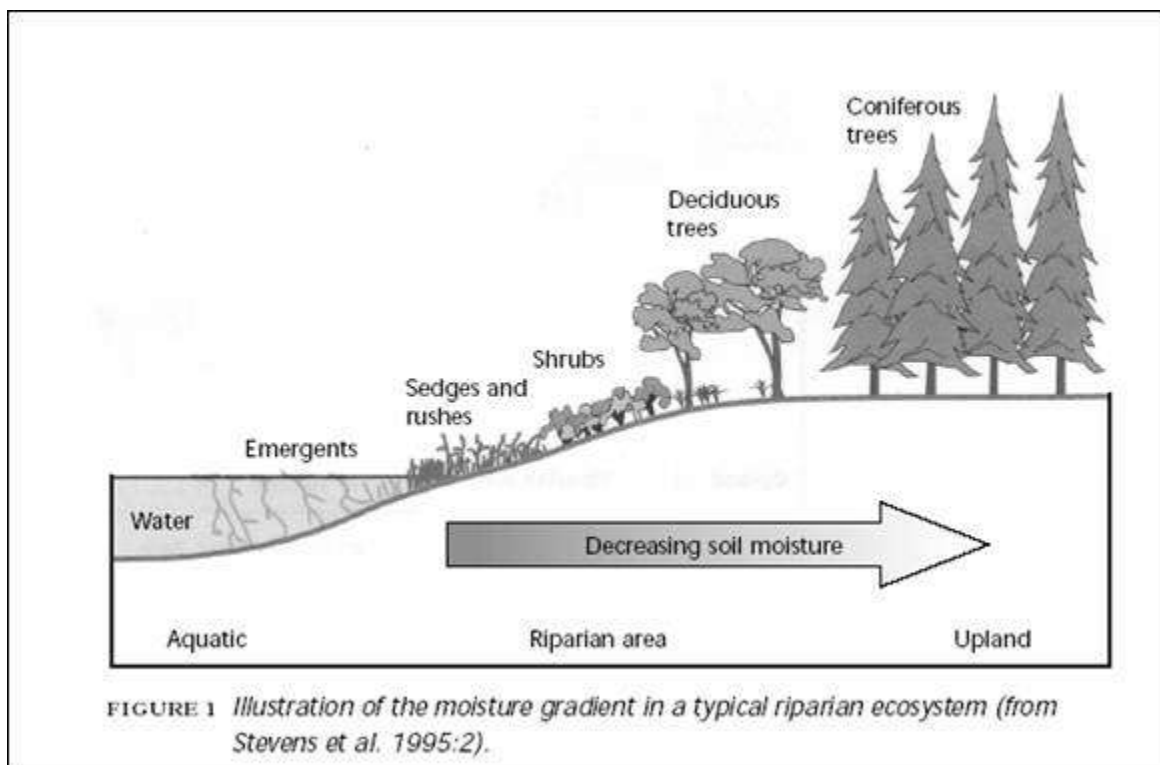 Coniferous
trees
Deciduous
trees
Shrubs
Sedges and
rushes
Emergents
Water
Decreasing soil moisture
Aquatic
Riparian area
Upland
FIGURE 1 Illustration of the moisture gradient in a typical riparian ecosystem (from
Stevens et al. 1995:2).